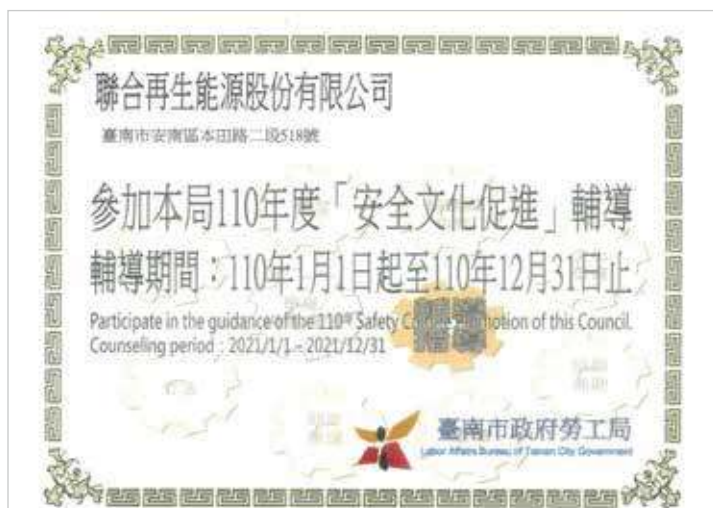 聯合再生能源股份有限公司
臺南市安南區本田路二段518號
參加本局110年度「安全文化促進」輔導
輔導期間：110年1月1日起至110年12月31日止
Participate in the guidance of the 110 Safety motion of this Council.
Counseling period : 2021/1/1 – 2021/12/31
臺南市政府勞工局
Labor Affairs Bureau of Tainan City Government